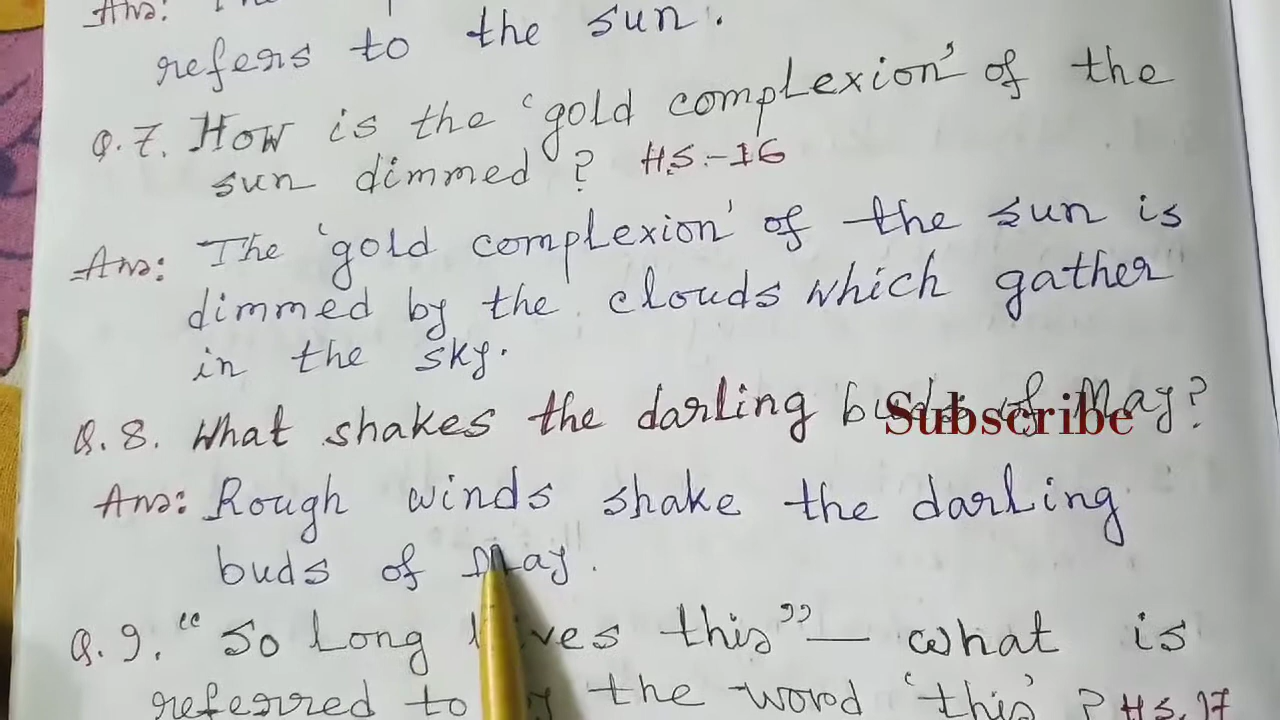 Ans: The
refers to the sun.
Q.7. How is the 'gold complexion' of the
sun dimmed? H.S.-16
Ans: The 'gold complexion' of the sun is
dimmed by the clouds which gather
in the sky.
Q.8. What shakes the darling buds of May?
Subscribe
Ans: Rough winds shake the darling
buds of May.
Q.9. "So long lives this" — what is
referred to by the word 'this'? H.S.17